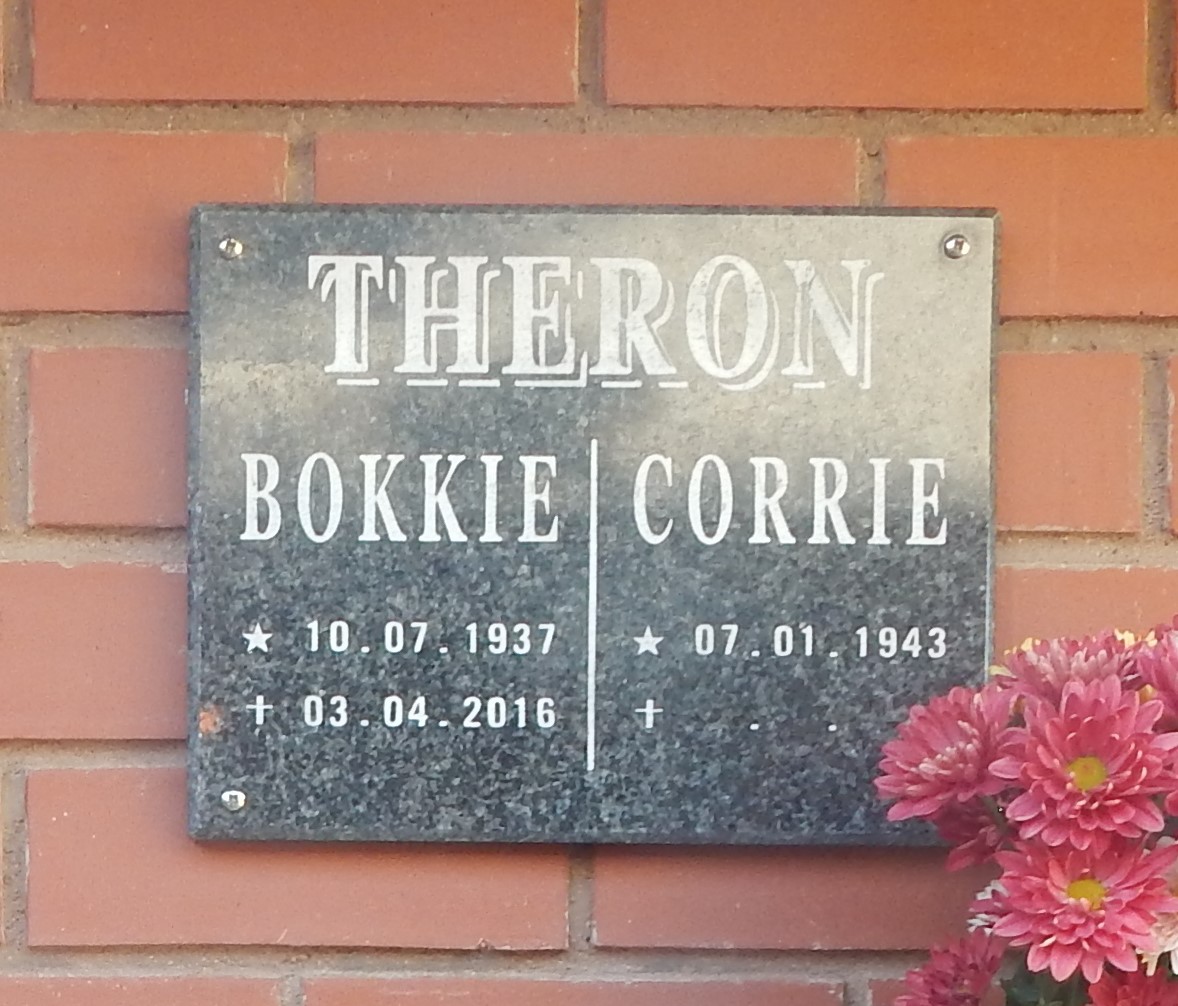 THERON
BOKKIE
★ 10.07.1937
✝ 03.04.2016
CORRIE
★ 07.01.1943
✝ . .